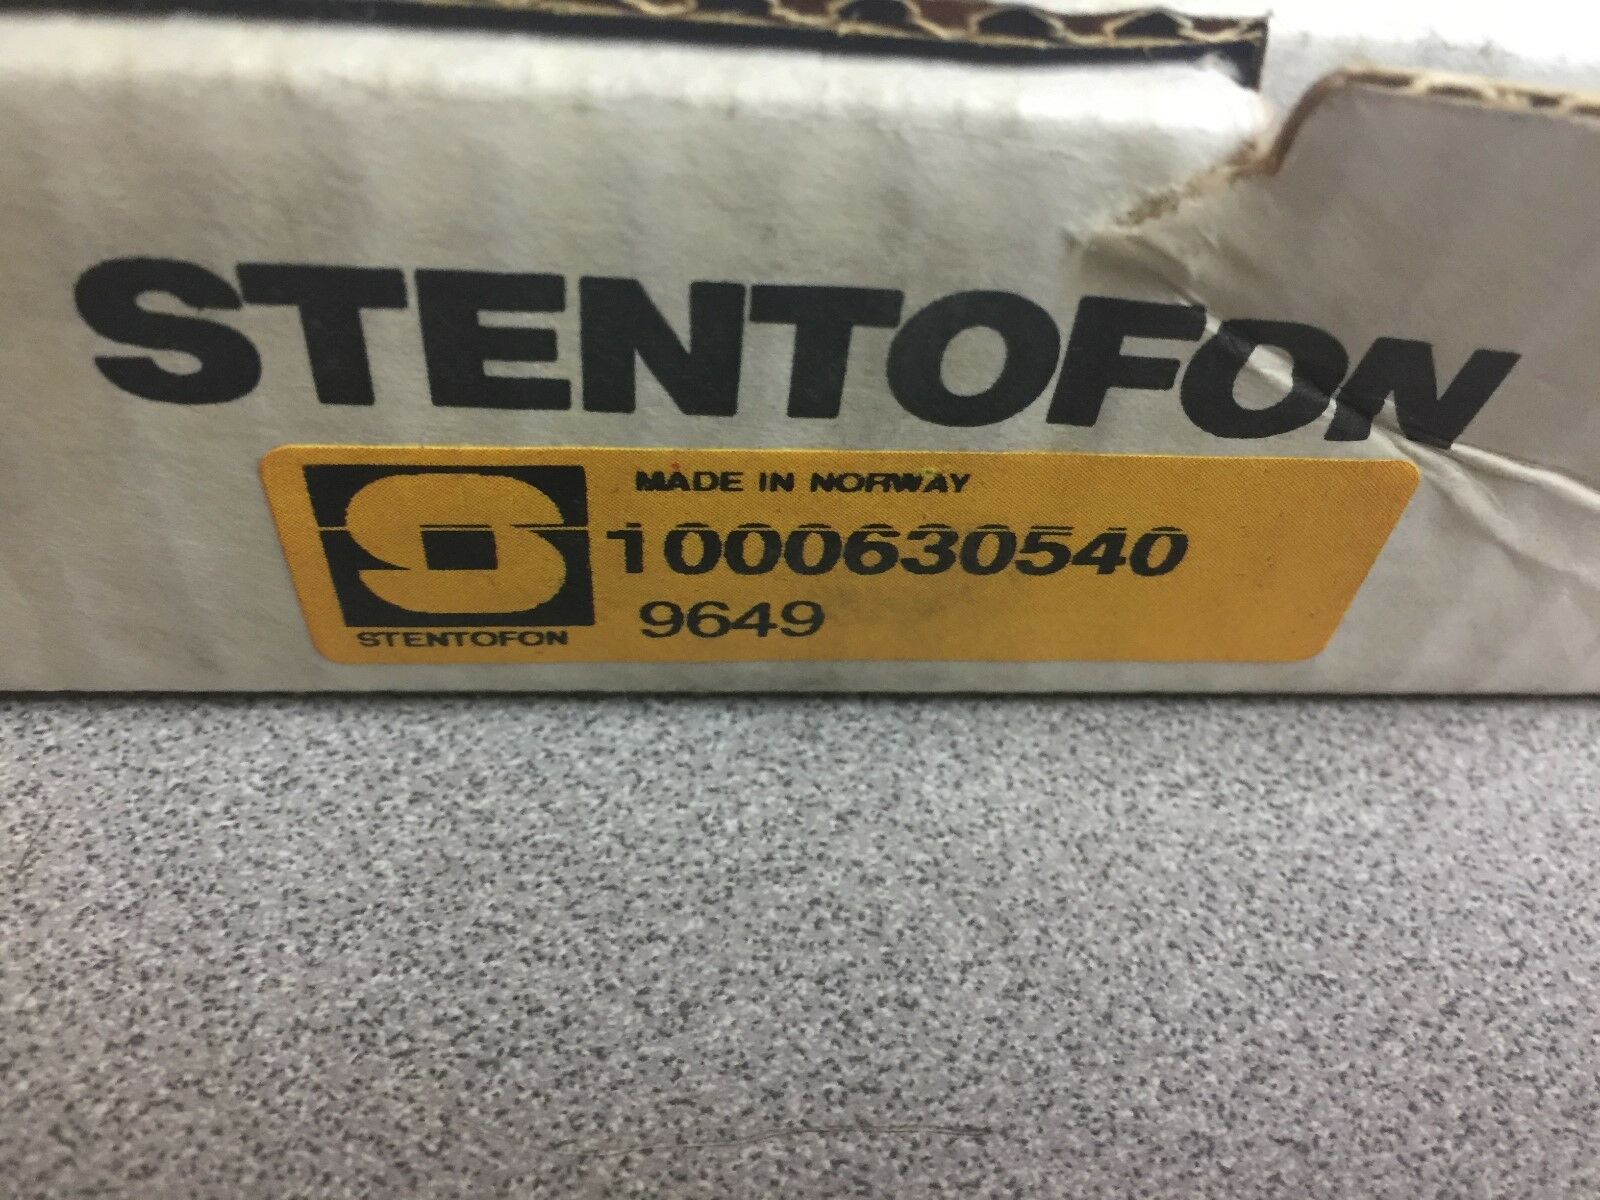 STENTOFON
MADE IN NORWAY
1000630540
9649
STENTOFON